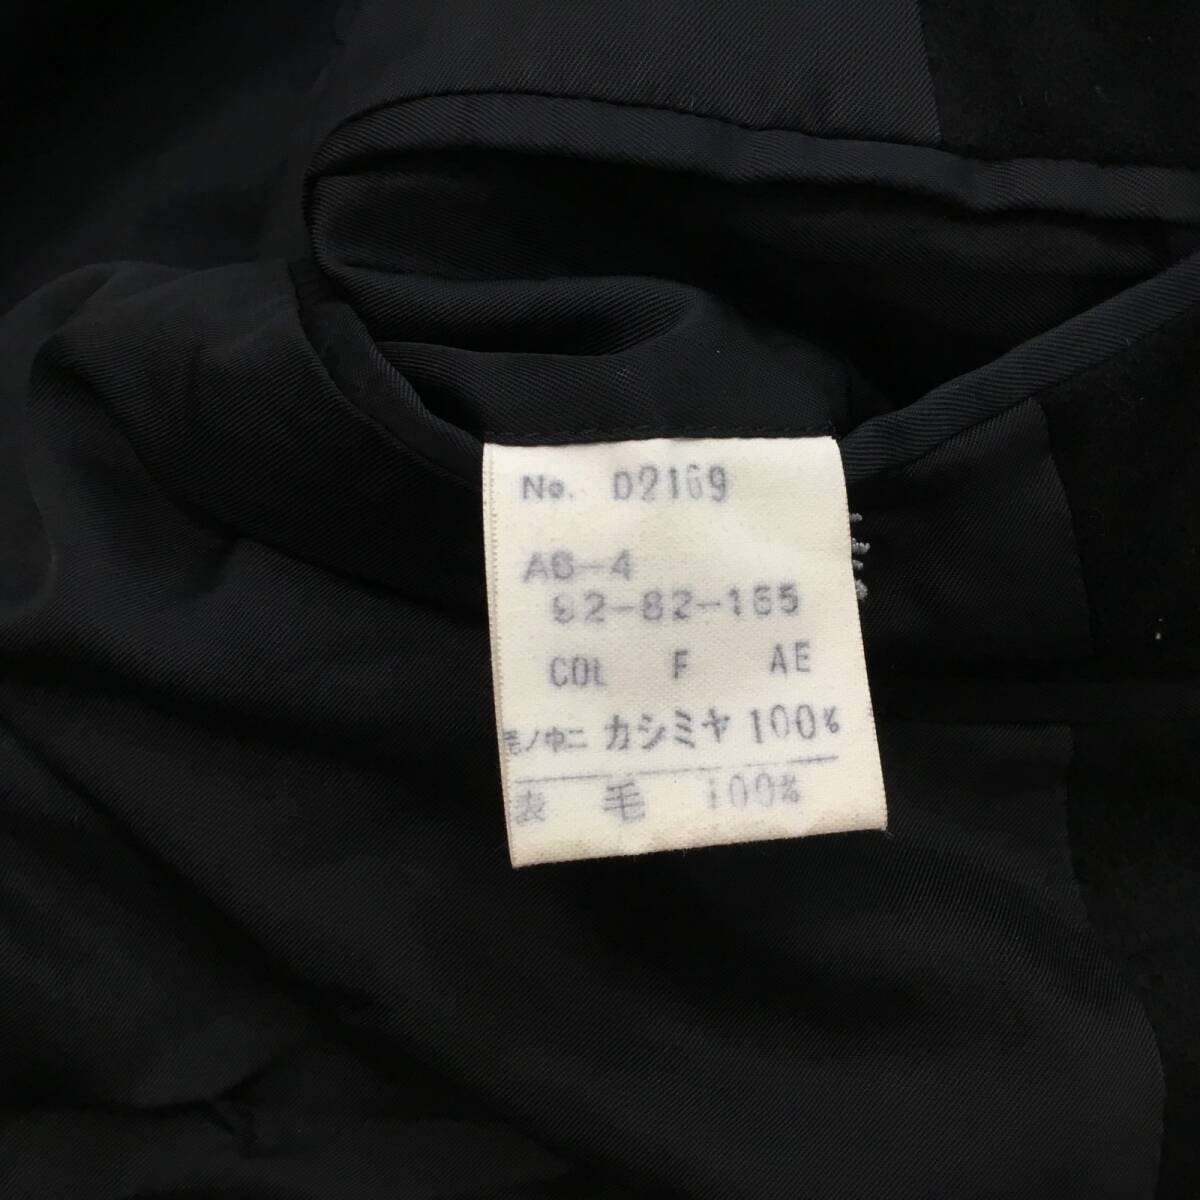 No. D2169
AB-4
92-82-165
COL F AE
毛ノ中ニ カシミヤ 100%
表 毛 100%